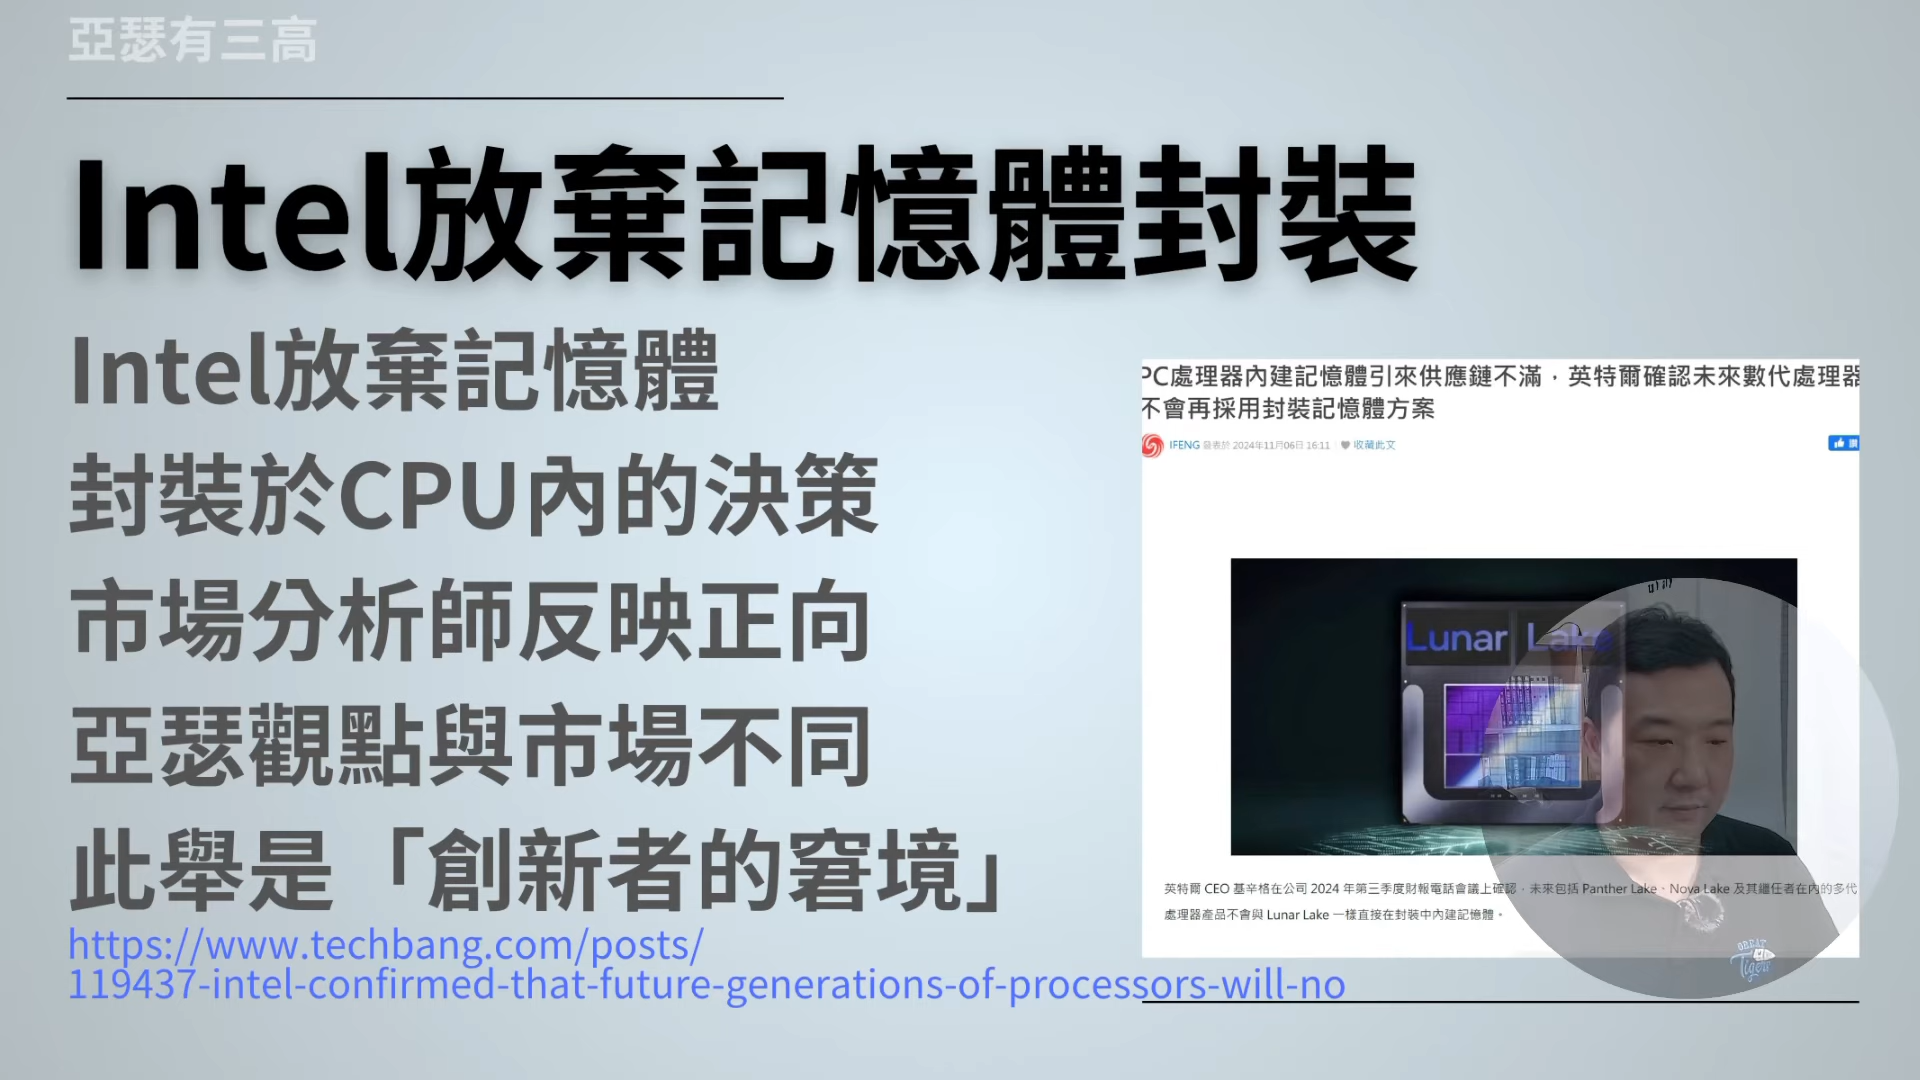 亞瑟有三高
Intel放棄記憶體封裝
Intel放棄記憶體
封裝於CPU內的決策
市場分析師反映正向
亞瑟觀點與市場不同
此舉是「創新者的窘境」
https://www.techbang.com/posts/
119437-intel-confirmed-that-future-generations-of-processors-will-no
PC處理器內建記憶體引來供應鏈不滿，英特爾確認未來數代處理器
不會再採用封裝記憶體方案
IFENG 發表於 2024年11月06日 16:11 收藏此文
讚
Lunar Lake
英特爾 CEO 基辛格在公司 2024 年第三季度財報電話會議上確認，未來包括 Panther Lake、Nova Lake 及其繼任者在內的多代
處理器產品不會與 Lunar Lake 一樣直接在封裝中內建記憶體。
GREAT
Tigers